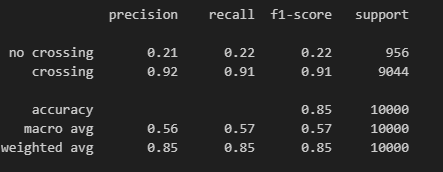 precision recall f1-score support
no crossing 0.21 0.22 0.22 956
crossing 0.92 0.91 0.91 9044
accuracy 0.85 10000
macro avg 0.56 0.57 0.57 10000
weighted avg 0.85 0.85 0.85 10000